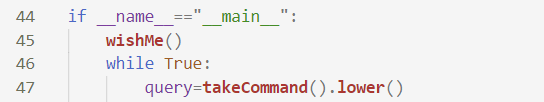 44 if __name__=="__main__":
45     wishMe()
46     while True:
47         query=takeCommand().lower()